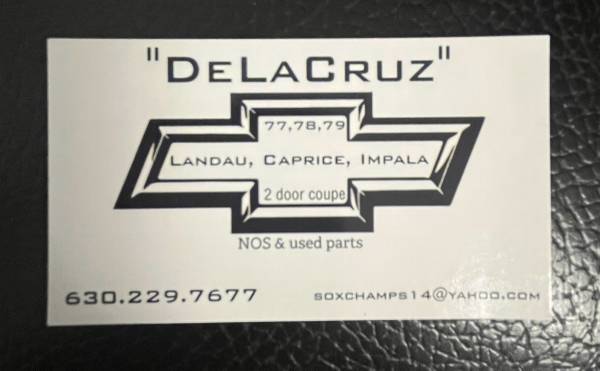 "DeLaCruz"
77,78,79
Landau, Caprice, Impala
2 door coupe
NOS & used parts
630.229.7677
soxchamps14@yahoo.com